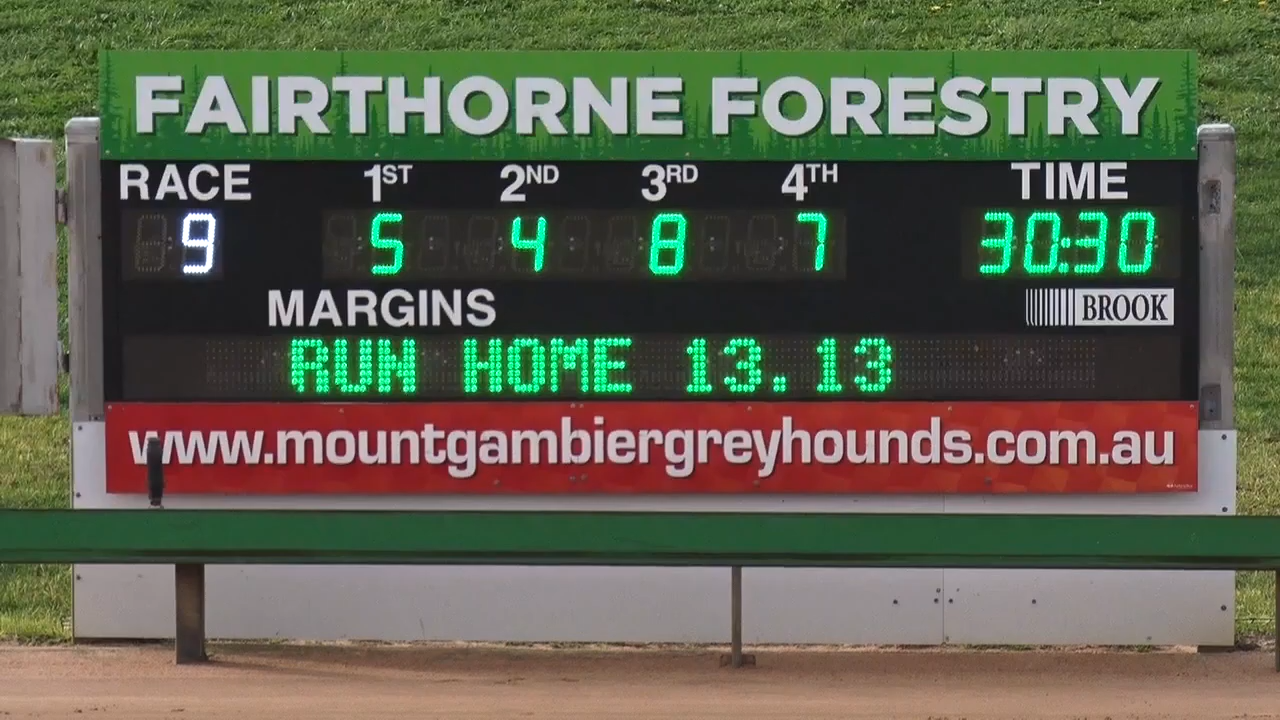 FAIRTHORNE FORESTRY
RACE 1ST 2ND 3RD 4TH TIME
9 5 4 8 7 30:30
MARGINS BROOK
RUN HOME 13.13
www.mountgambiergreyhounds.com.au